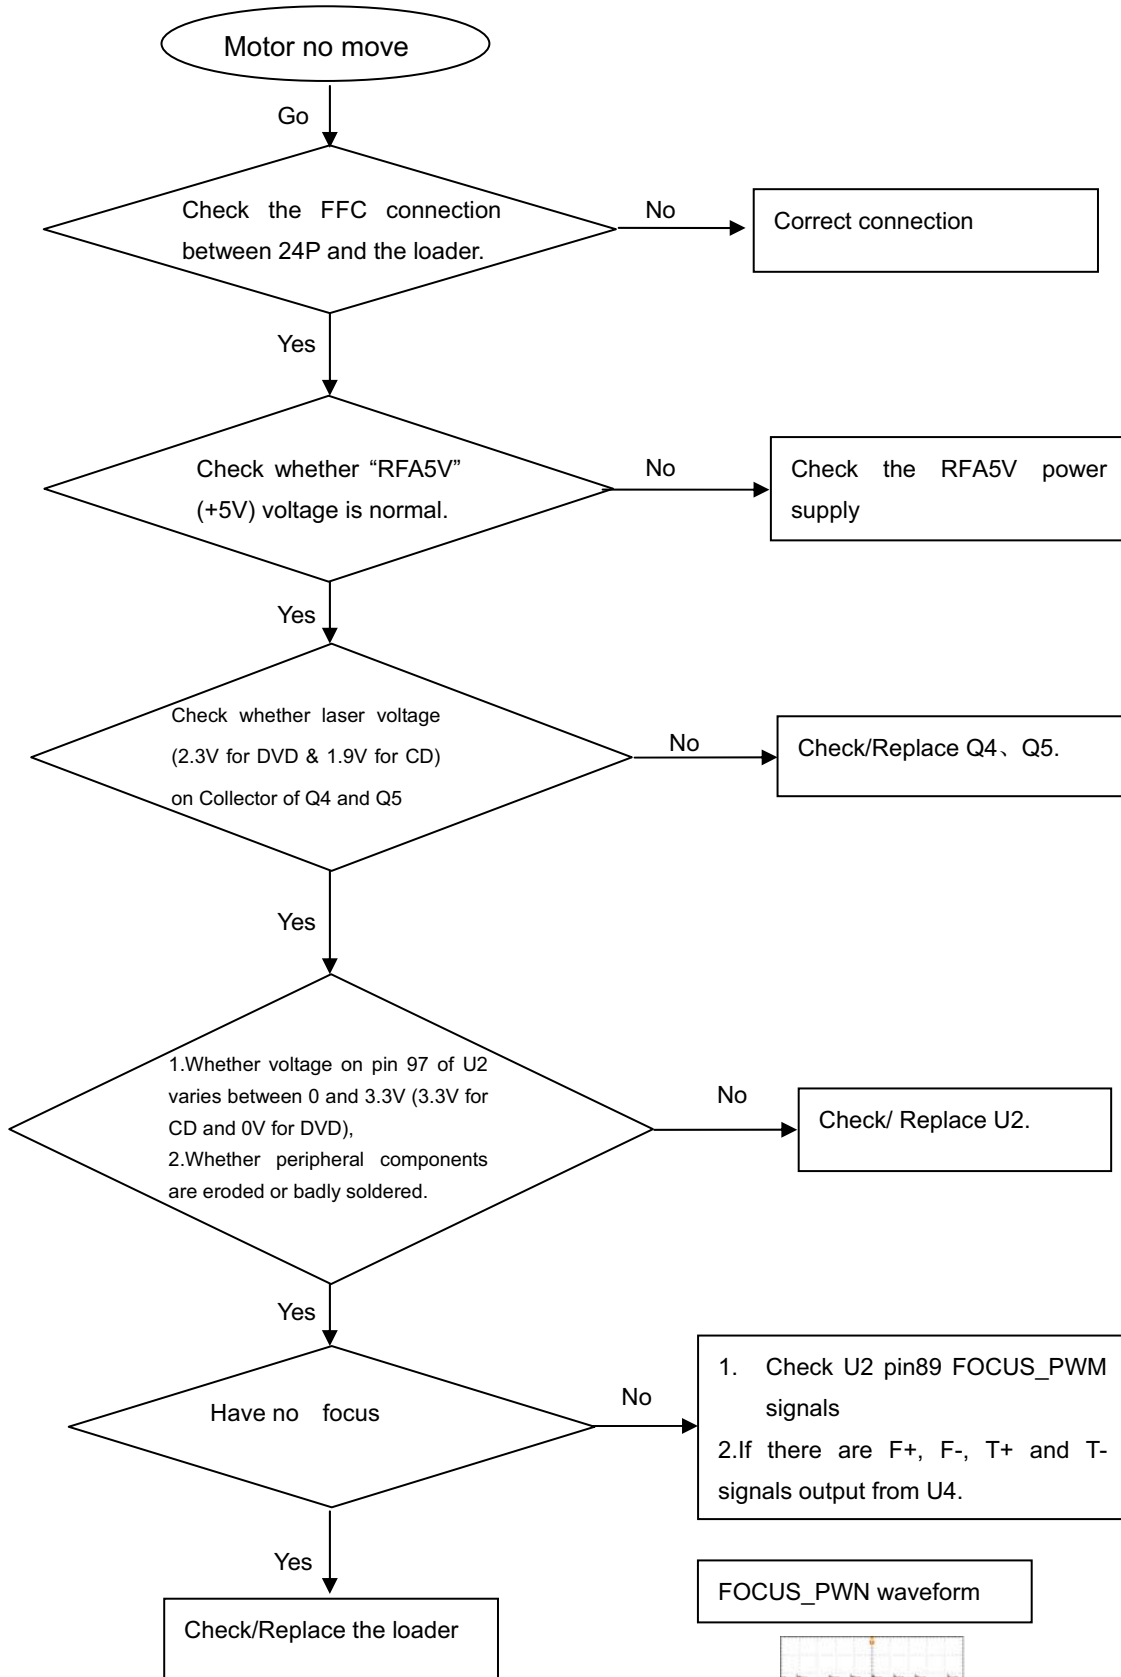 Motor no move
Go
Check the FFC connection
between 24P and the loader.
No
Correct connection
Yes
Check whether “RFA5V”
(+5V) voltage is normal.
No
Check the RFA5V power
supply
Yes
Check whether laser voltage
(2.3V for DVD & 1.9V for CD)
on Collector of Q4 and Q5
No
Check/Replace Q4、Q5.
Yes
1.Whether voltage on pin 97 of U2
varies between 0 and 3.3V (3.3V for
CD and 0V for DVD),
2.Whether peripheral components
are eroded or badly soldered.
No
Check/ Replace U2.
Yes
Have no focus
No
1. Check U2 pin89 FOCUS_PWM
signals
2.If there are F+, F-, T+ and T-
signals output from U4.
Yes
Check/Replace the loader
FOCUS_PWN waveform